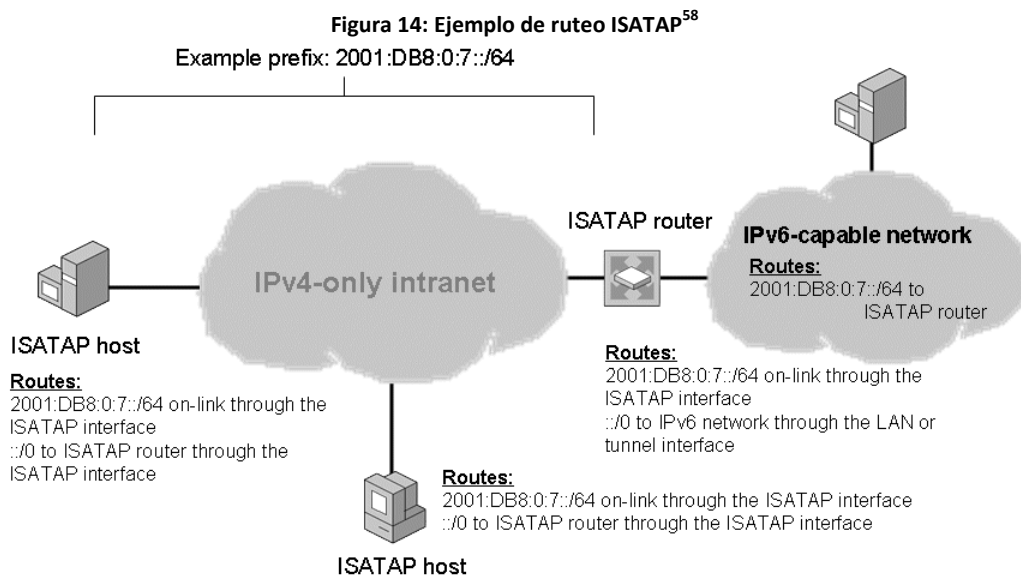 Figura 14: Ejemplo de ruteo ISATAP58
Example prefix: 2001:DB8:0:7::/64
ISATAP router
IPv6-capable network
Routes:
2001:DB8:0:7::/64 to
ISATAP router
IPv4-only intranet
ISATAP host
Routes:
2001:DB8:0:7::/64 on-link through the
ISATAP interface
::/0 to ISATAP router through the
ISATAP interface
Routes:
2001:DB8:0:7::/64 on-link through the
ISATAP interface
::/0 to IPv6 network through the LAN or
tunnel interface
Routes:
2001:DB8:0:7::/64 on-link through the ISATAP interface
::/0 to ISATAP router through the ISATAP interface
ISATAP host